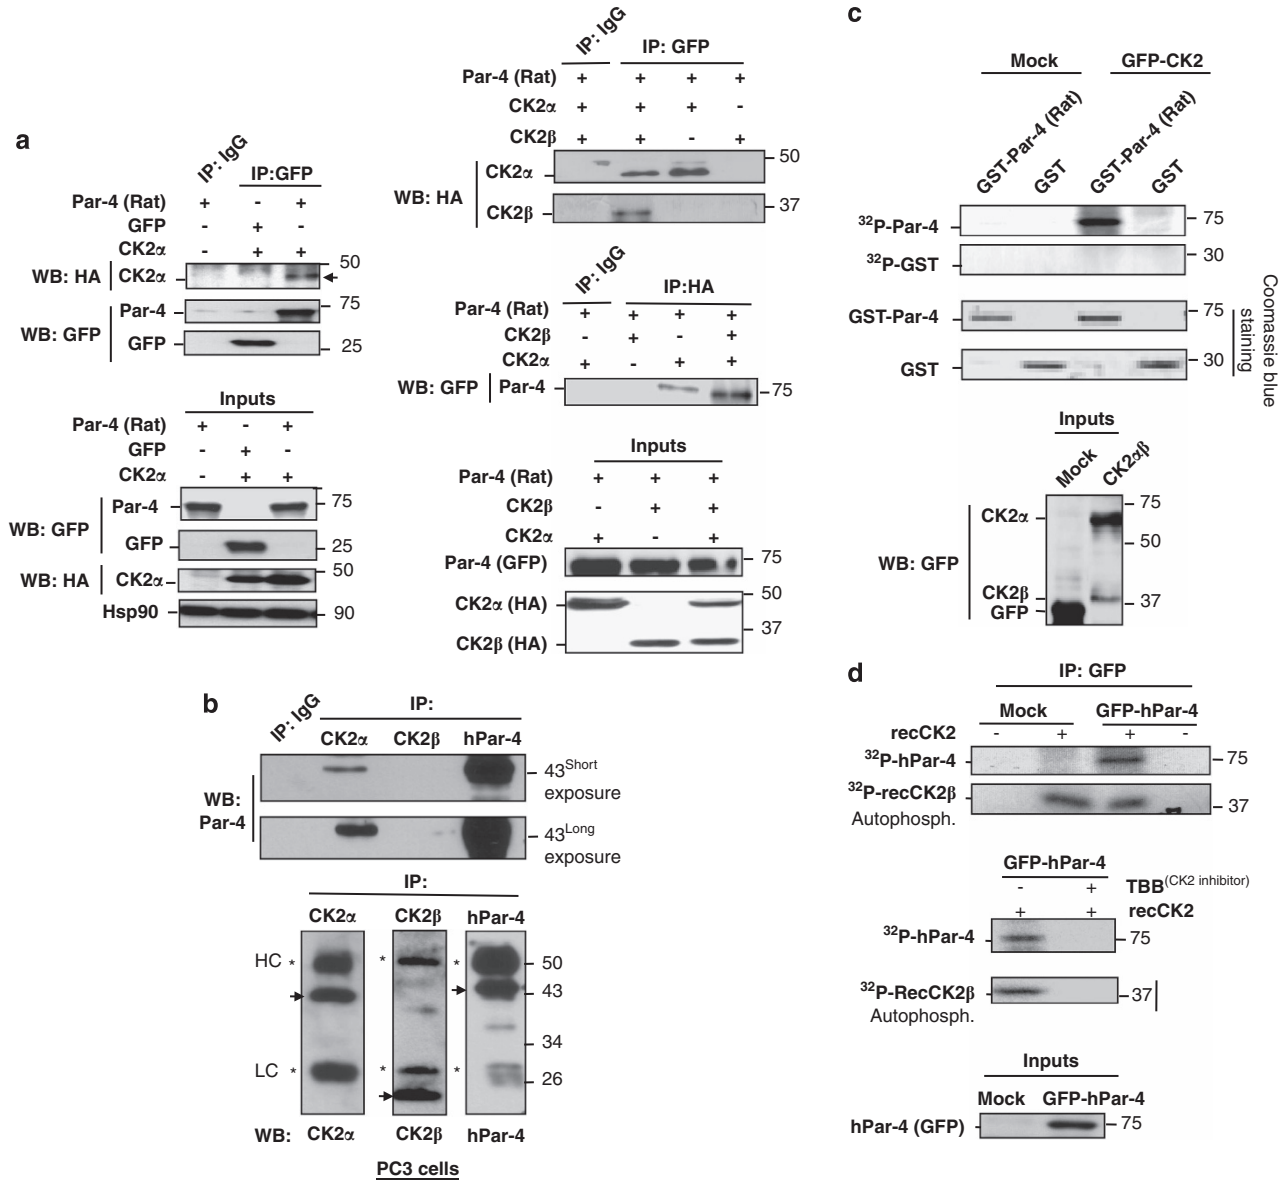 a
IP: IgG
IP:GFP
Par-4 (Rat) + - +
GFP - + -
CK2α - + +
WB: HA CK2α 50
WB: GFP Par-4 75
GFP 25
Inputs
Par-4 (Rat) + - +
GFP - + -
CK2α - + +
WB: GFP Par-4 75
GFP 25
WB: HA CK2α 50
Hsp90 90
IP: IgG
IP: GFP
Par-4 (Rat) + + + +
CK2α + + + -
CK2β + + - +
WB: HA CK2α 50
CK2β 37
IP: IgG
IP:HA
Par-4 (Rat) + + + +
CK2β - + - +
CK2α + - + +
WB: GFP Par-4 75
Inputs
Par-4 (Rat) + + +
CK2β - + +
CK2α + - +
Par-4 (GFP) 75
CK2α (HA) 50
CK2β (HA) 37
b
IP: IgG
IP:
CK2α CK2β hPar-4
WB: Par-4
43Short exposure
43Long exposure
IP:
CK2α CK2β hPar-4
HC * * * 50
43
34
LC * * * 26
WB: CK2α CK2β hPar-4
PC3 cells
c
Mock GFP-CK2
GST-Par-4 (Rat) GST GST-Par-4 (Rat) GST
32P-Par-4 75
32P-GST 30
GST-Par-4 75
GST 30
Coomassie blue staining
Inputs
Mock CK2αβ
WB: GFP
CK2α 75
50
CK2β 37
GFP
d
IP: GFP
Mock GFP-hPar-4
recCK2 - + + -
32P-hPar-4 75
32P-recCK2β 37
Autophosph.
GFP-hPar-4
- + TBB(CK2 inhibitor)
+ + recCK2
32P-hPar-4 75
32P-RecCK2β 37
Autophosph.
Inputs
Mock GFP-hPar-4
hPar-4 (GFP) 75